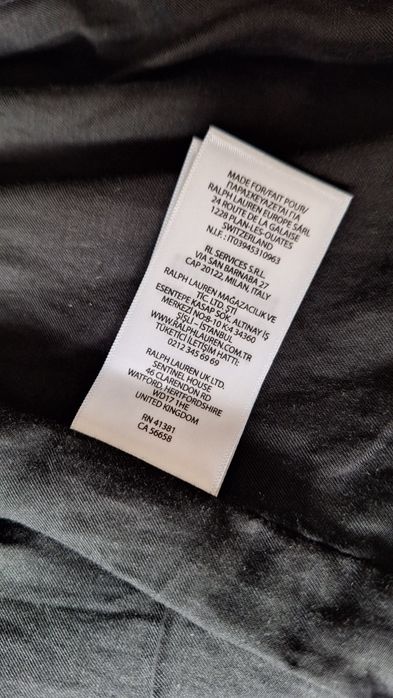 MADE FOR/FAIT POUR/
ΠΑΡΑΣΚΕΥΑΖΕΤΑΙ ΓΙΑ
RALPH LAUREN EUROPE SÀRL
24 ROUTE DE LA GALAISE
1228 PLAN-LES-OUATES
SWITZERLAND
N.I.F.: IT03945310963
RL SERVICES S.R.L.
VIA SAN BARNABA 27
CAP 20122, MILAN, ITALY
RALPH LAUREN MAĞAZACILIK VE
TİC. LTD. ŞTİ
ESENTEPE KASAP SOK. ALTINAY İŞ
MERKEZİ NO:8-10 K:4 34360
ŞİŞLİ - İSTANBUL
WWW.RALPHLAUREN.COM.TR
TÜKETİCİ İLETİŞİM HATTI:
0212 345 69 69
RALPH LAUREN UK LTD.
SENTINEL HOUSE
46 CLARENDON RD
WATFORD, HERTFORDSHIRE
WD17 1HE
UNITED KINGDOM
RN 41381
CA 56658